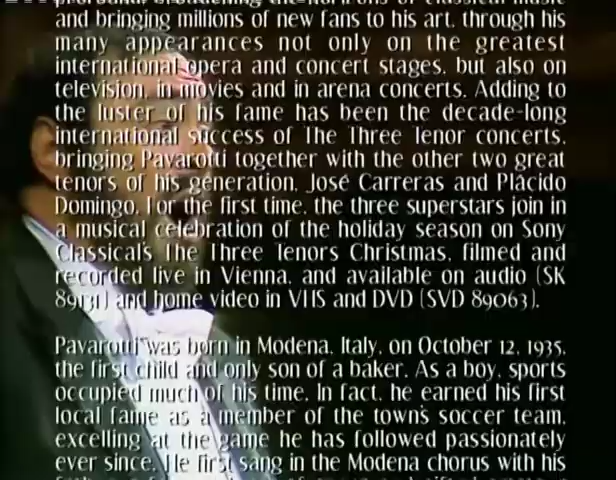 profound broadening the horizons of classical music
and bringing millions of new fans to his art, through his
many appearances not only on the greatest
international opera and concert stages, but also on
television, in movies and in arena concerts. Adding to
the luster of his fame has been the decade-long
international success of The Three Tenor concerts,
bringing Pavarotti together with the other two great
tenors of his generation, José Carreras and Plácido
Domingo. For the first time, the three superstars join in
a musical celebration of the holiday season on Sony
Classical's The Three Tenors Christmas, filmed and
recorded live in Vienna, and available on audio (SK
89131) and home video in VHS and DVD (SVD 89063).
Pavarotti was born in Modena, Italy, on October 12, 1935,
the first child and only son of a baker. As a boy, sports
occupied much of his time. In fact, he earned his first
local fame as a member of the town's soccer team,
excelling at the game he has followed passionately
ever since. He first sang in the Modena chorus with his